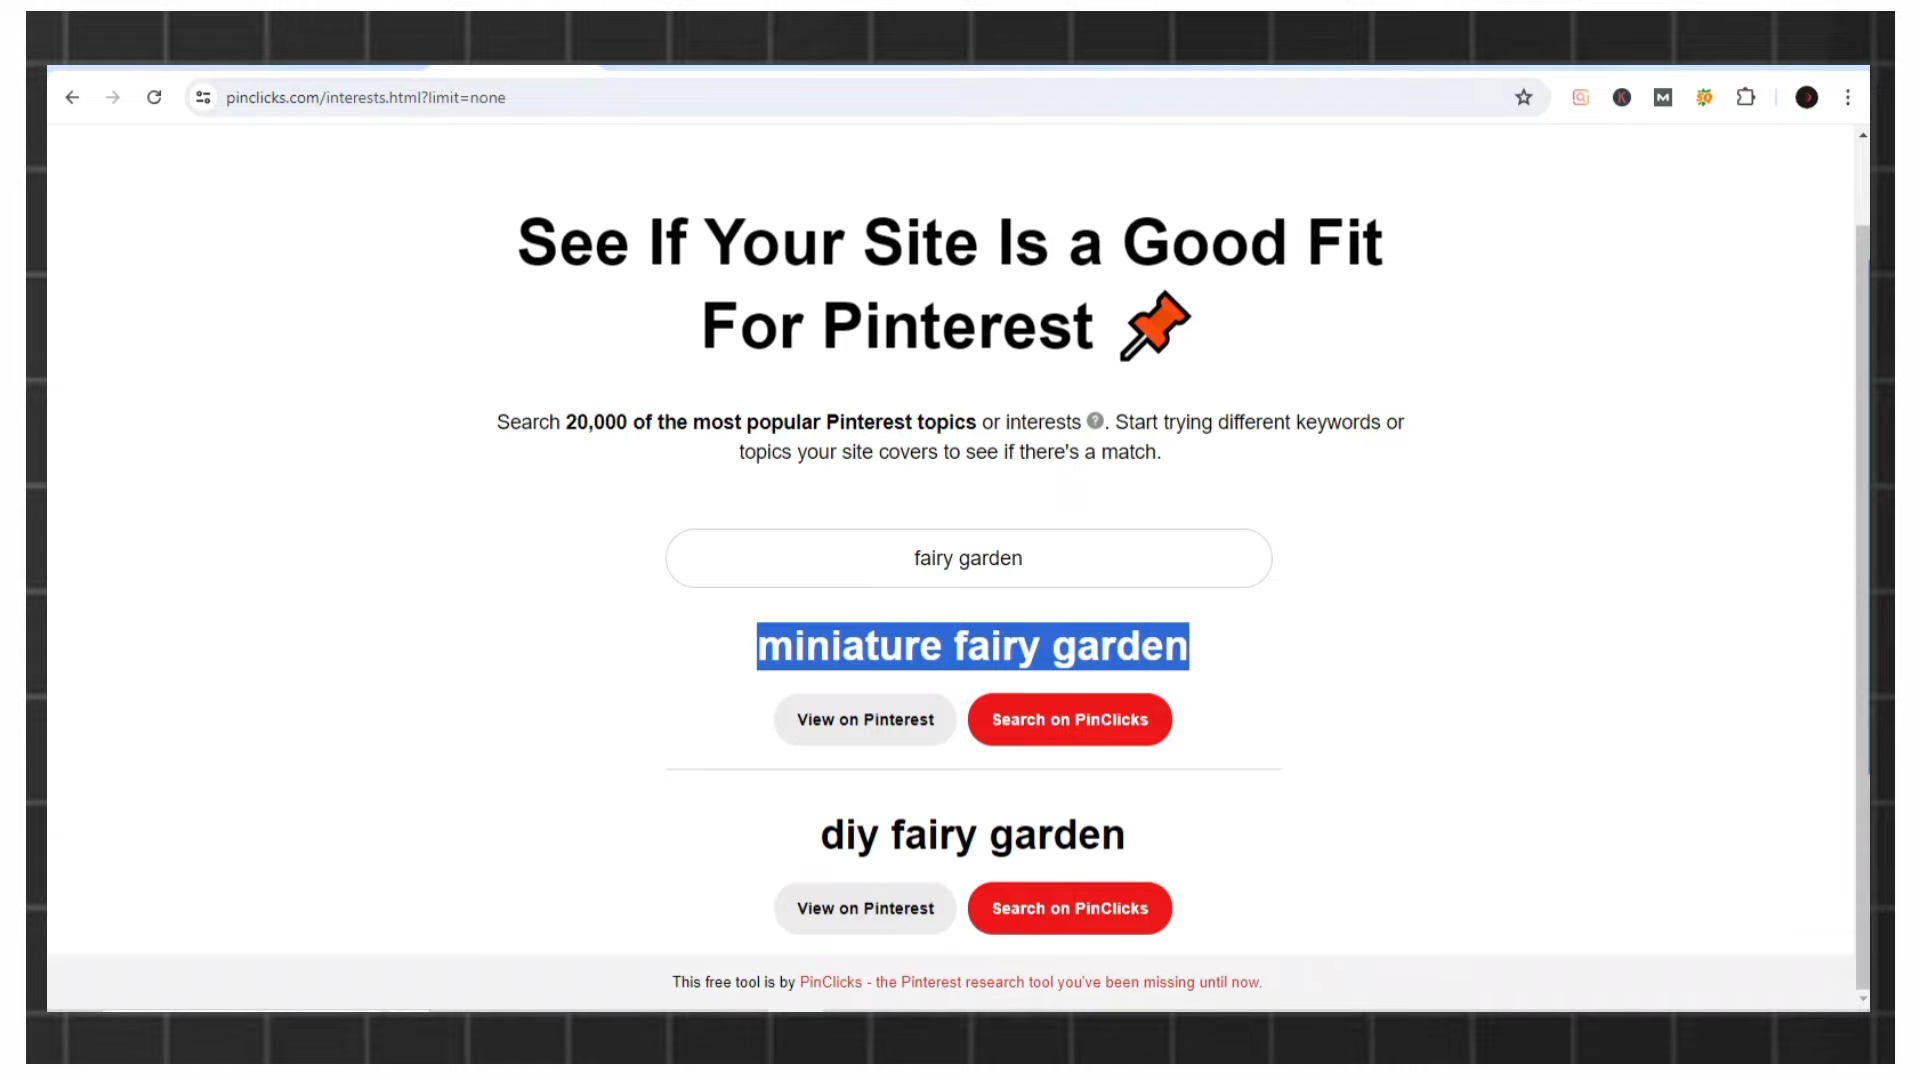 pinclicks.com/interests.html?limit=none
See If Your Site Is a Good Fit
For Pinterest
Search 20,000 of the most popular Pinterest topics or interests ?. Start trying different keywords or
topics your site covers to see if there's a match.
fairy garden
miniature fairy garden
View on Pinterest Search on PinClicks
diy fairy garden
View on Pinterest Search on PinClicks
This free tool is by PinClicks - the Pinterest research tool you've been missing until now.